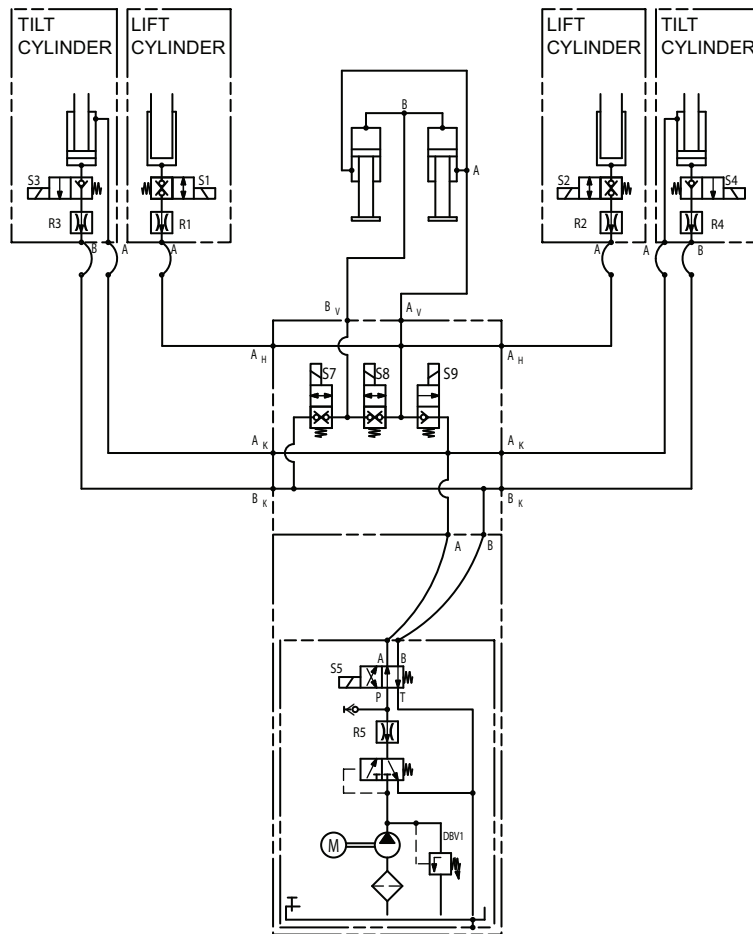 TILT
CYLINDER
LIFT
CYLINDER
LIFT
CYLINDER
TILT
CYLINDER
B
A
S3
S1
S2
S4
R3
R1
R2
R4
B
A
A
A
A
B
B V
A V
A H
A H
S7
S8
S9
A K
A K
B K
B K
A
B
A
B
S5
P
T
R5
DBV1
M